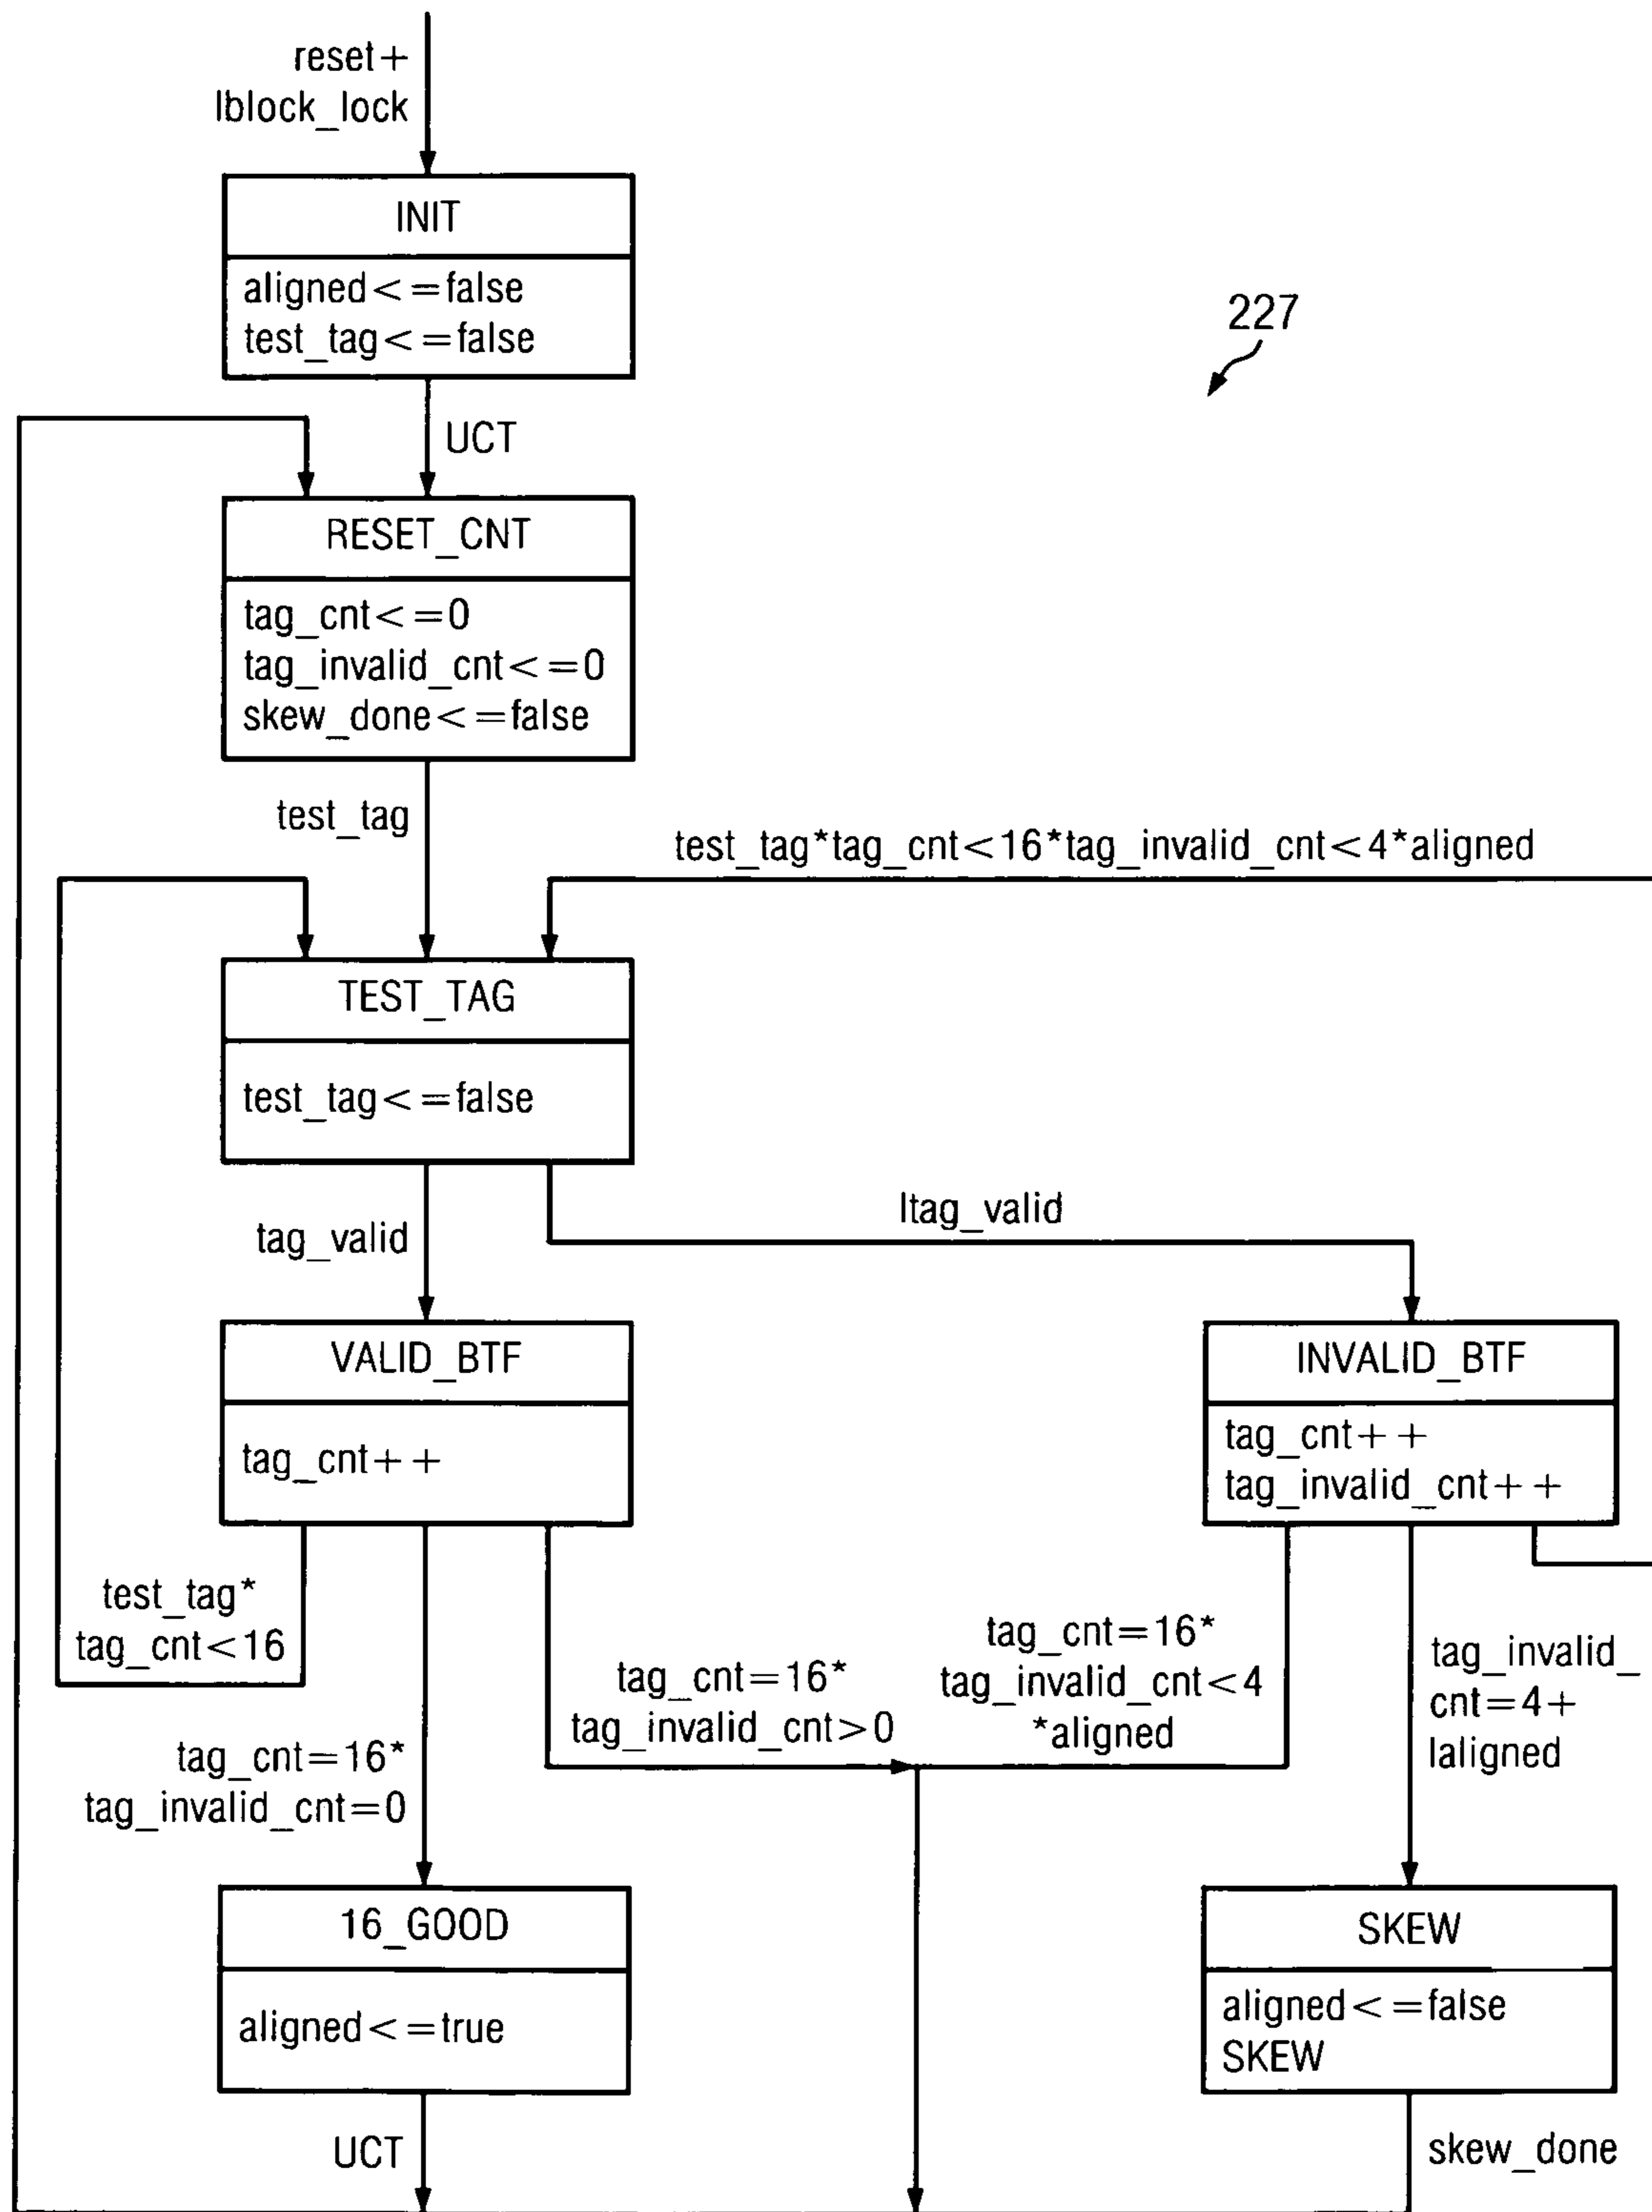 reset+
lblock_lock
INIT
aligned<=false
test_tag<=false
227
UCT
RESET_CNT
tag_cnt<=0
tag_invalid_cnt<=0
skew_done<=false
test_tag
test_tag*tag_cnt<16*tag_invalid_cnt<4*aligned
TEST_TAG
test_tag<=false
tag_valid
ltag_valid
VALID_BTF
tag_cnt++
INVALID_BTF
tag_cnt++
tag_invalid_cnt++
test_tag*
tag_cnt<16
tag_cnt=16*
tag_invalid_cnt=0
tag_cnt=16*
tag_invalid_cnt>0
tag_cnt=16*
tag_invalid_cnt<4
*aligned
tag_invalid_
cnt=4+
laligned
16_GOOD
aligned<=true
SKEW
aligned<=false
SKEW
UCT
skew_done